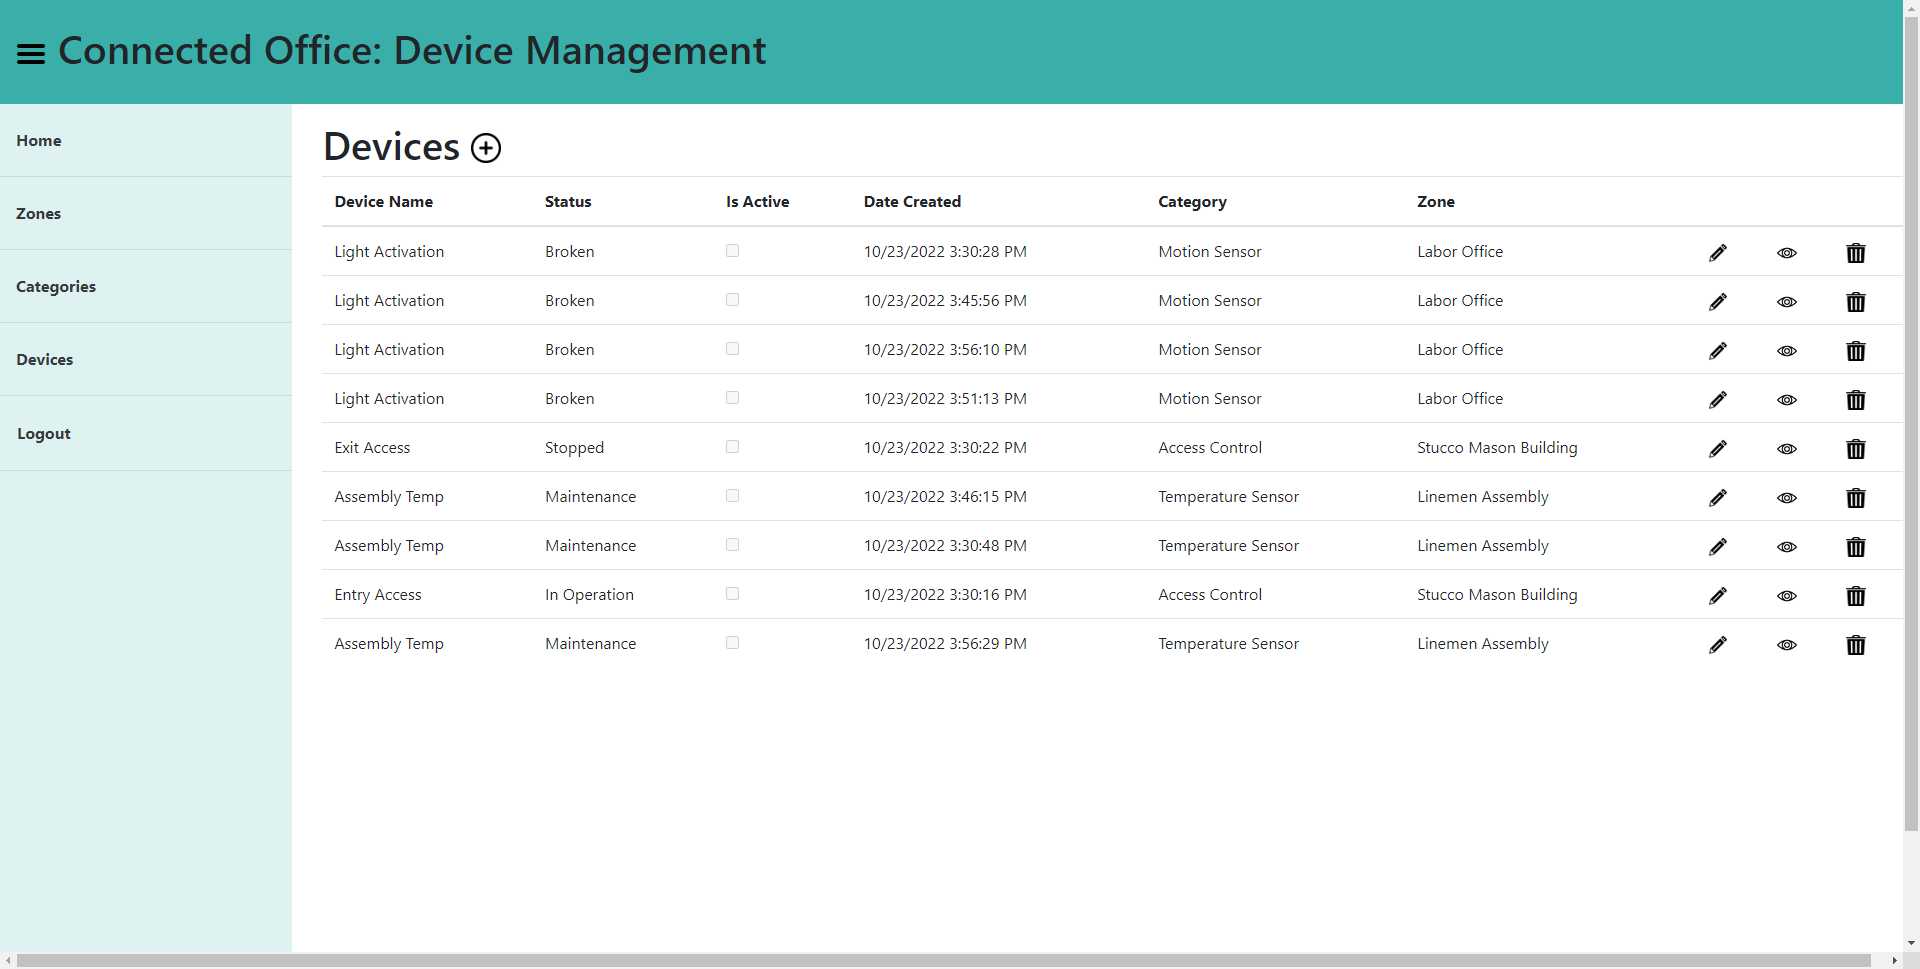 Connected Office: Device Management
Home
Zones
Categories
Devices
Logout
Devices
Device Name Status Is Active Date Created Category Zone
Light Activation Broken 10/23/2022 3:30:28 PM Motion Sensor Labor Office
Light Activation Broken 10/23/2022 3:45:56 PM Motion Sensor Labor Office
Light Activation Broken 10/23/2022 3:56:10 PM Motion Sensor Labor Office
Light Activation Broken 10/23/2022 3:51:13 PM Motion Sensor Labor Office
Exit Access Stopped 10/23/2022 3:30:22 PM Access Control Stucco Mason Building
Assembly Temp Maintenance 10/23/2022 3:46:15 PM Temperature Sensor Linemen Assembly
Assembly Temp Maintenance 10/23/2022 3:30:48 PM Temperature Sensor Linemen Assembly
Entry Access In Operation 10/23/2022 3:30:16 PM Access Control Stucco Mason Building
Assembly Temp Maintenance 10/23/2022 3:56:29 PM Temperature Sensor Linemen Assembly